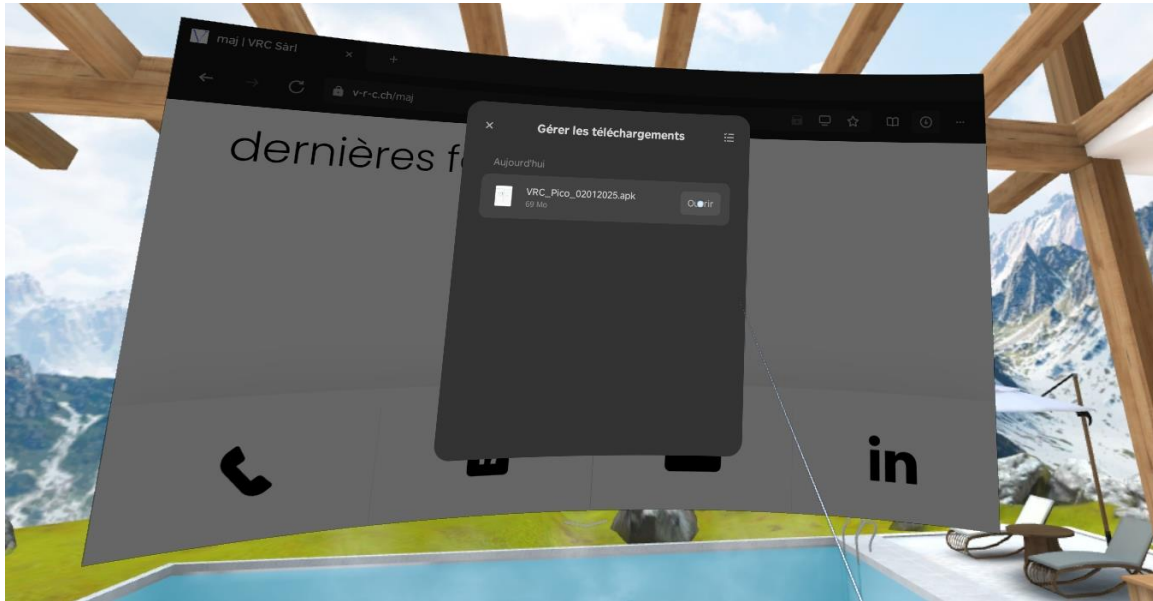 maj | VRC Sàrl
v-r-c.ch/maj
dernières f
Gérer les téléchargements
Aujourd'hui
VRC_Pico_02012025.apk
69 Mo
Ouvrir
in